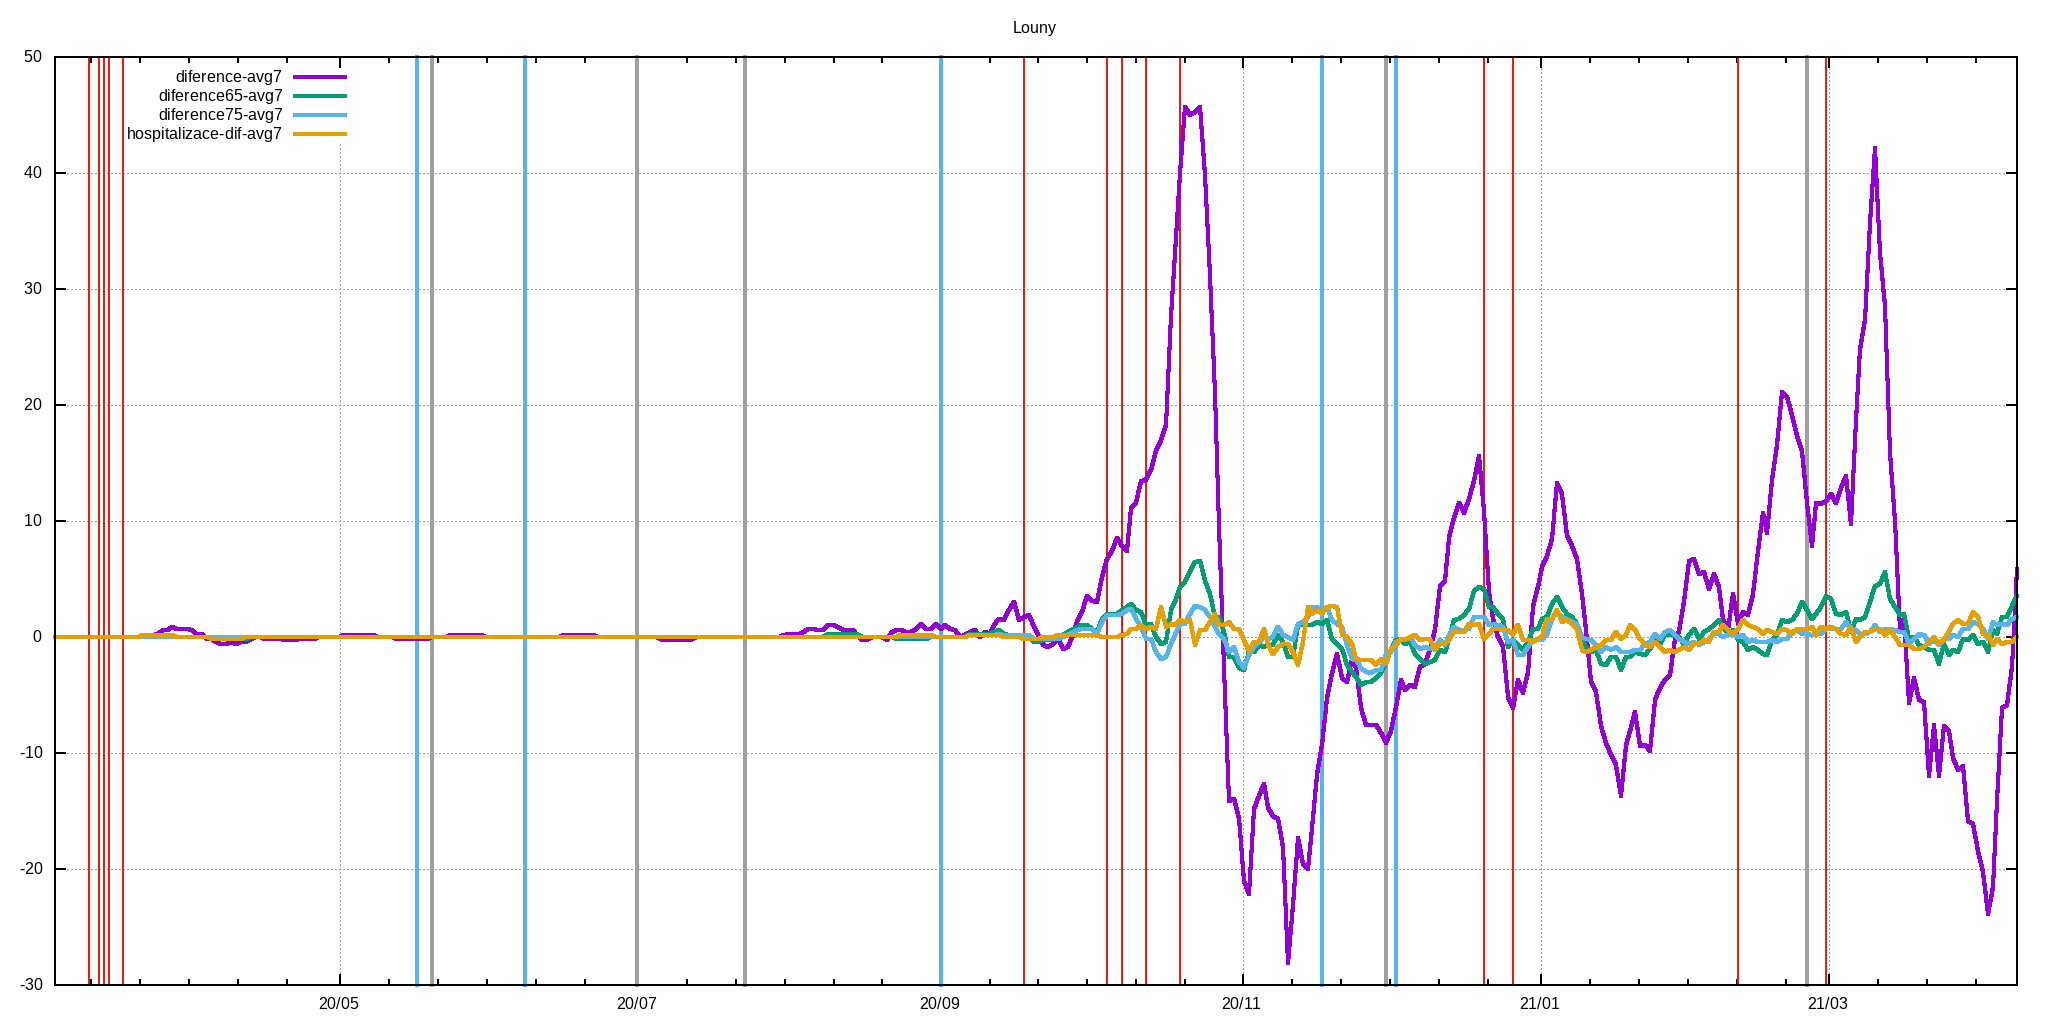 Louny
diference-avg7
diference65-avg7
diference75-avg7
hospitalizace-dif-avg7
50
40
30
20
10
0
-10
-20
-30
20/05 20/07 20/09 20/11 21/01 21/03